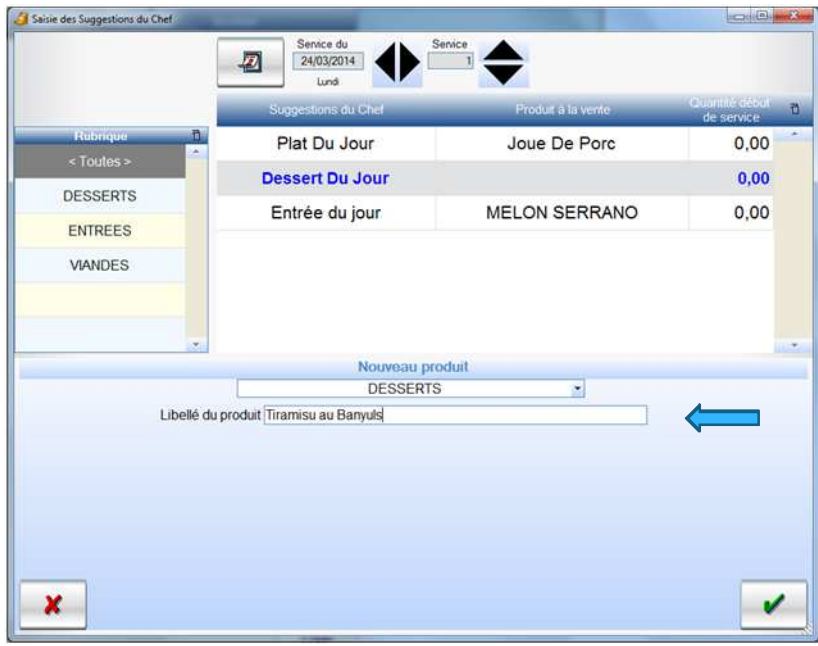 Saisie des Suggestions du Chef
Service du
24/03/2014
Lundi
Service
1
Suggestions du Chef Produit à la vente Quantité début de service
Rubrique
< Toutes >
DESSERTS
ENTREES
VIANDES
Plat Du Jour Joue De Porc 0,00
Dessert Du Jour 0,00
Entrée du jour MELON SERRANO 0,00
Nouveau produit
DESSERTS
Libellé du produit Tiramisu au Banyuls